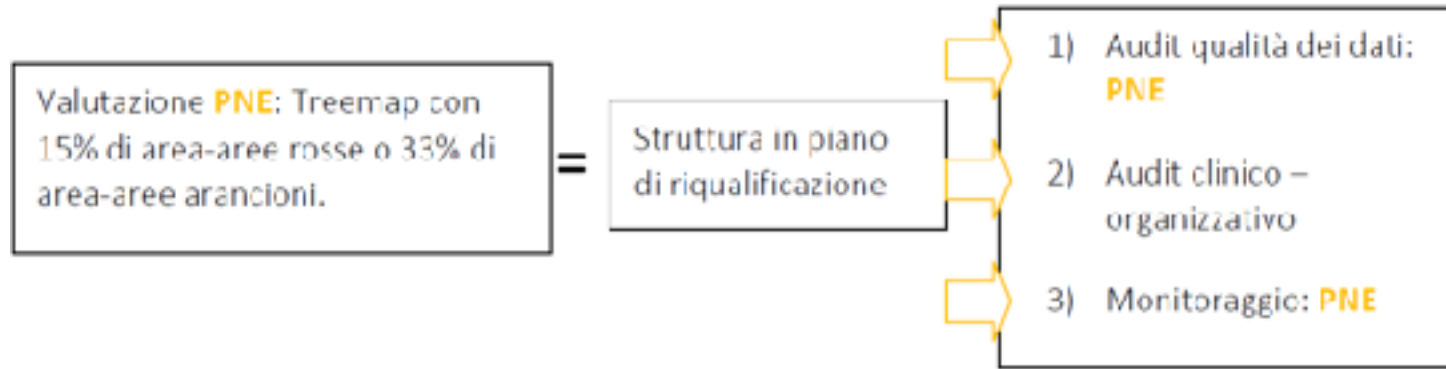 Valutazione PNE: Treemap con
15% di area-aree rosse o 33% di
area-aree arancioni.
=
Struttura in piano
di riqualificazione
1) Audit qualità dei dati:
PNE
2) Audit clinico –
organizzativo
3) Monitoraggio: PNE